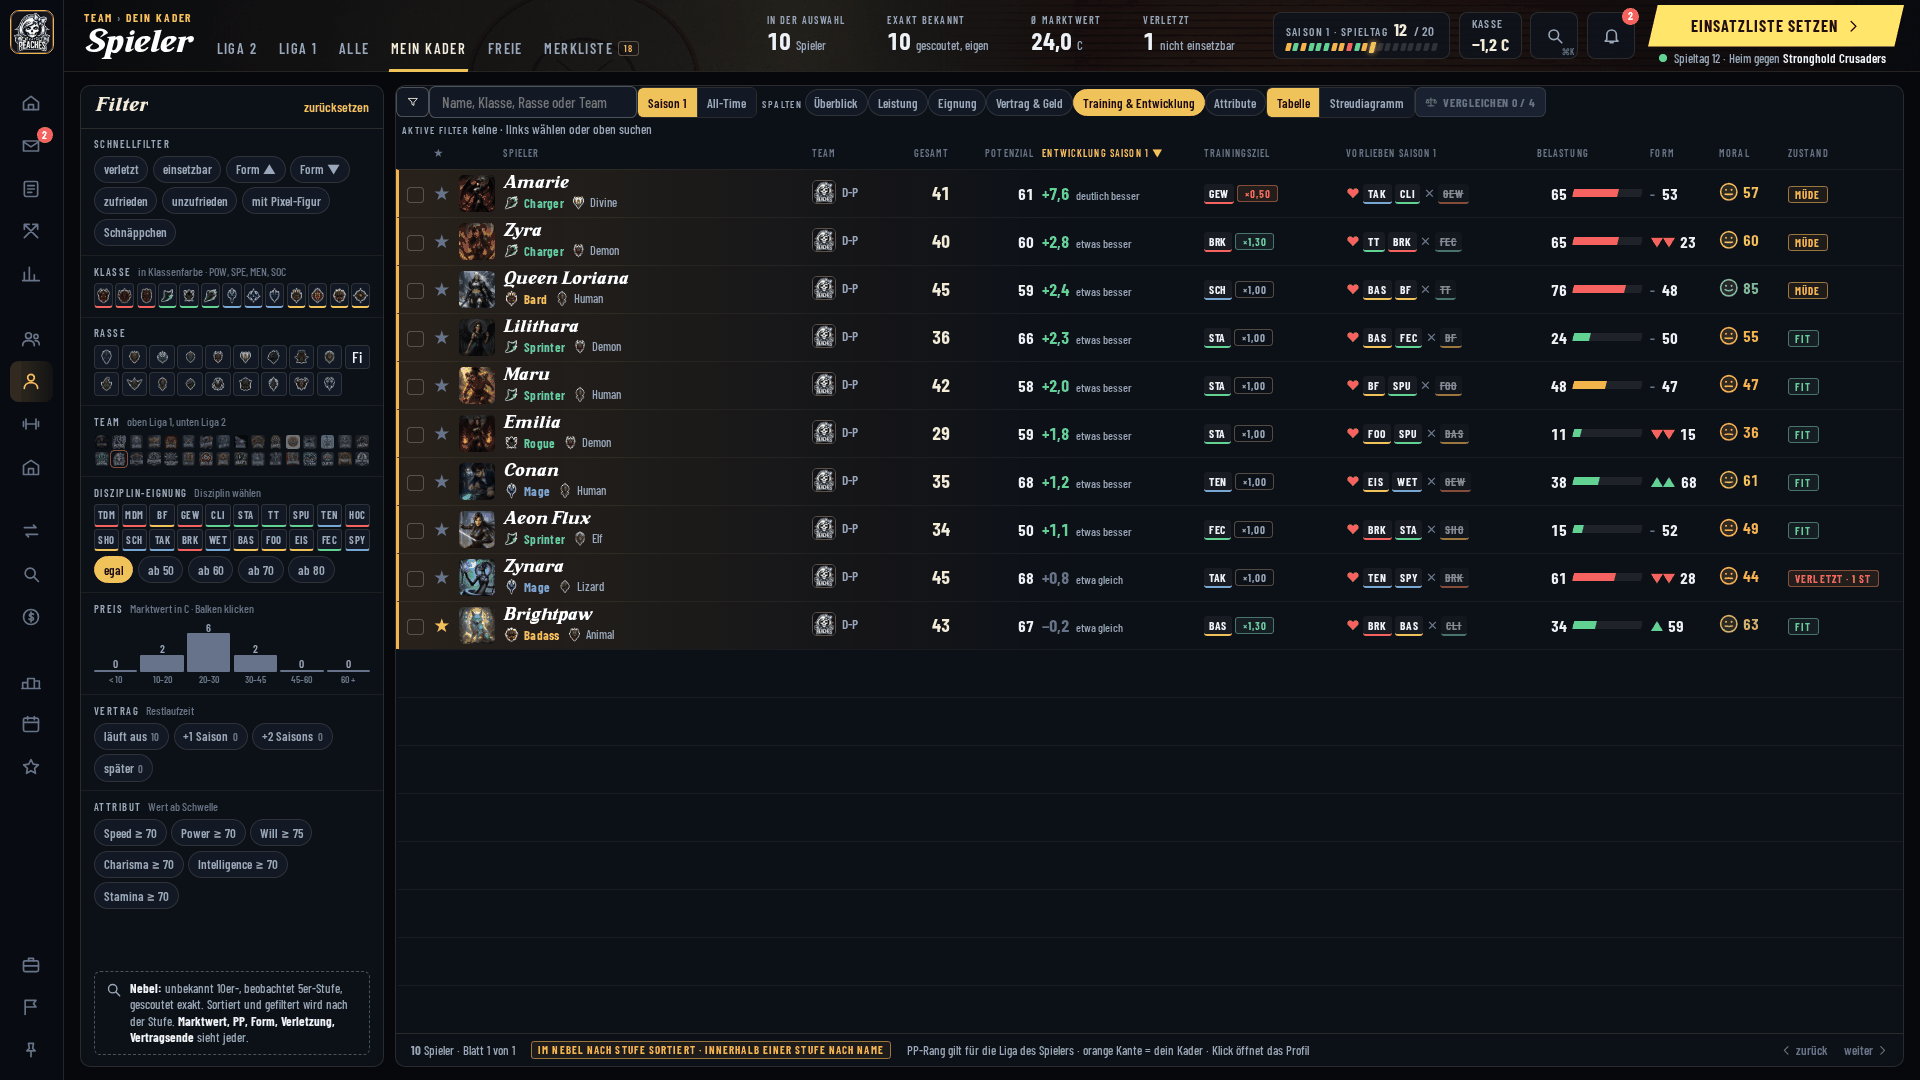 TEAM › DEIN KADER
Spieler
LIGA 2
LIGA 1
ALLE
MEIN KADER
FREIE
MERKLISTE 18
IN DER AUSWAHL
10 Spieler
EXAKT BEKANNT
10 gescoutet, eigen
Ø MARKTWERT
24,0 C
VERLETZT
1 nicht einsetzbar
SAISON 1 · SPIELTAG 12 / 20
KASSE
−1,2 C
⌘K
2
EINSATZLISTE SETZEN
Spieltag 12 · Heim gegen Stronghold Crusaders
2
Filter
zurücksetzen
SCHNELLFILTER
verletzt
einsetzbar
Form ▲
Form ▼
zufrieden
unzufrieden
mit Pixel-Figur
Schnäppchen
KLASSE in Klassenfarbe · POW, SPE, MEN, SOC
RASSE
Fi
TEAM oben Liga 1, unten Liga 2
DISZIPLIN-EIGNUNG Disziplin wählen
TDM MDM BF GEW CLI STA TT SPU TEN HOC
SHO SCH TAK BRK WET BAS FOO EIS FEC SPY
egal
ab 50
ab 60
ab 70
ab 80
PREIS Marktwert in C · Balken klicken
0 2 6 2 0 0
<10 10–20 20–30 30–45 45–60 60+
VERTRAG Restlaufzeit
läuft aus 10
+1 Saison 0
+2 Saisons 0
später 0
ATTRIBUT Wert ab Schwelle
Speed ≥ 70
Power ≥ 70
Will ≥ 75
Charisma ≥ 70
Intelligence ≥ 70
Stamina ≥ 70
Nebel: unbekannt 10er-, beobachtet 5er-Stufe,
gescoutet exakt. Sortiert und gefiltert wird nach
der Stufe. Marktwert, PP, Form, Verletzung,
Vertragsende sieht jeder.
Name, Klasse, Rasse oder Team
Saison 1
All-Time
SPALTEN
Überblick
Leistung
Eignung
Vertrag & Geld
Training & Entwicklung
Attribute
Tabelle
Streudiagramm
VERGLEICHEN 0 / 4
AKTIVE FILTER keine · links wählen oder oben suchen
★ SPIELER TEAM GESAMT POTENZIAL ENTWICKLUNG SAISON 1 ▼ TRAININGSZIEL VORLIEBEN SAISON 1 BELASTUNG FORM MORAL ZUSTAND
Amarie
Charger Divine
D-P 41 61 +7,6 deutlich besser GEW ×0,50 TAK CLI × GEW 65 – 53 57 MÜDE
Zyra
Charger Demon
D-P 40 60 +2,8 etwas besser BRK ×1,30 TT BRK × FEC 65 ▼▼ 23 60 MÜDE
Queen Loriana
Bard Human
D-P 45 59 +2,4 etwas besser SCH ×1,00 BAS BF × TT 76 – 48 85 MÜDE
Lilithara
Sprinter Demon
D-P 36 66 +2,3 etwas besser STA ×1,00 BAS FEC × BF 24 – 50 55 FIT
Maru
Sprinter Human
D-P 42 58 +2,0 etwas besser STA ×1,00 BF SPU × FOO 48 – 47 47 FIT
Emilia
Rogue Demon
D-P 29 59 +1,8 etwas besser STA ×1,00 FOO SPU × BAS 11 ▼▼ 15 36 FIT
Conan
Mage Human
D-P 35 68 +1,2 etwas besser TEN ×1,00 EIS WET × GEW 38 ▲▲ 68 61 FIT
Aeon Flux
Sprinter Elf
D-P 34 50 +1,1 etwas besser FEC ×1,00 BRK STA × SHO 15 – 52 49 FIT
Zynara
Mage Lizard
D-P 45 68 +0,8 etwa gleich TAK ×1,00 TEN SPY × BRK 61 ▼▼ 28 44 VERLETZT · 1 ST
Brightpaw
Badass Animal
D-P 43 67 −0,2 etwa gleich BAS ×1,30 BRK BAS × CLI 34 ▲ 59 63 FIT
10 Spieler · Blatt 1 von 1
IM NEBEL NACH STUFE SORTIERT · INNERHALB EINER STUFE NACH NAME
PP-Rang gilt für die Liga des Spielers · orange Kante = dein Kader · Klick öffnet das Profil
‹ zurück
weiter ›